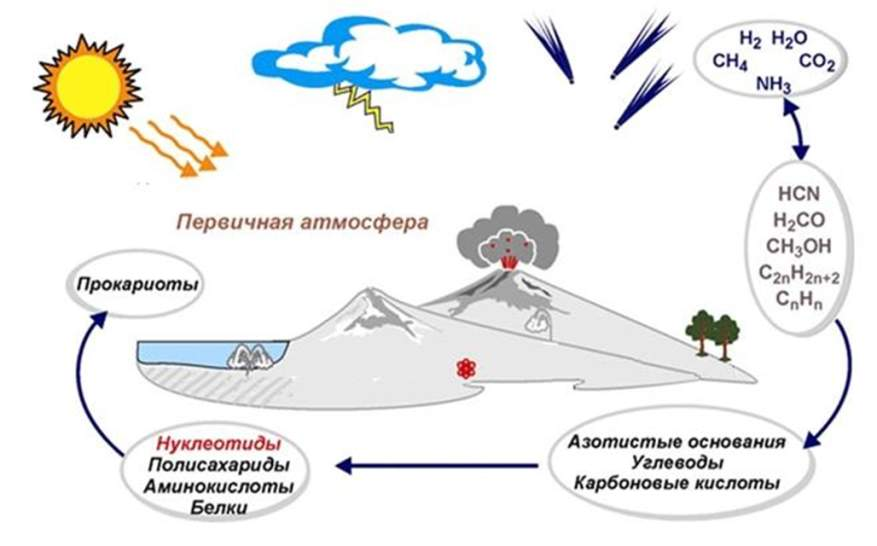 H₂ H₂O
CH₄ CO₂
NH₃
HCN
H₂CO
CH₃OH
C₂ₙH₂ₙ₊₂
CₙHₙ
Первичная атмосфера
Прокариоты
Нуклеотиды
Полисахариды
Аминокислоты
Белки
Азотистые основания
Углеводы
Карбоновые кислоты